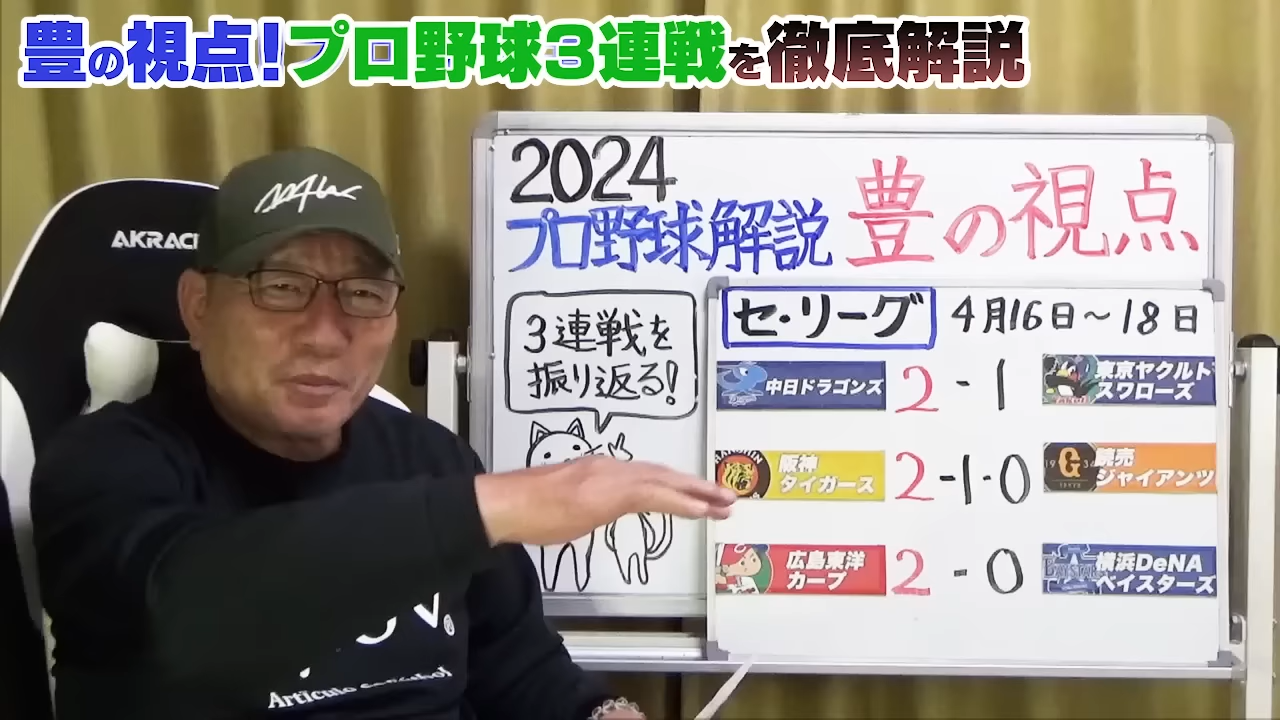 豊の視点!プロ野球3連戦を徹底解説
2024
プロ野球解説 豊の視点
AKRACI
3連戦を
振り返る!
セ・リーグ 4月16日~18日
中日ドラゴンズ 2-1 東京ヤクルト
スワローズ
阪神
タイガース 2-1-0 読売
ジャイアンツ
広島東洋
カープ 2-0 横浜DeNA
ベイスターズ
Artículo